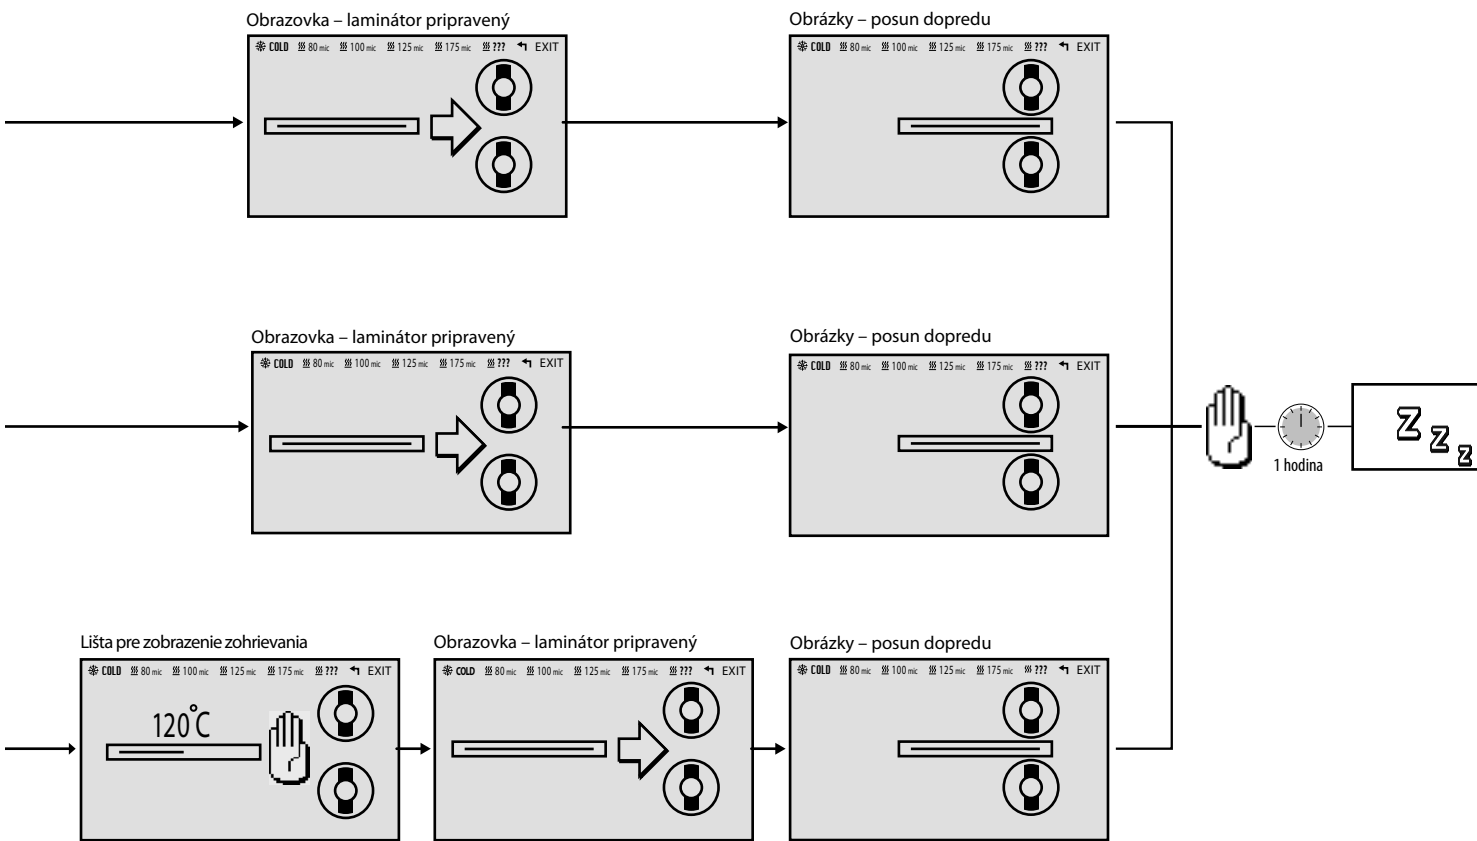 Obrazovka – laminátor pripravený
COLD 80 mic 100 mic 125 mic 175 mic ??? EXIT
Obrázky – posun dopredu
COLD 80 mic 100 mic 125 mic 175 mic ??? EXIT
Obrazovka – laminátor pripravený
COLD 80 mic 100 mic 125 mic 175 mic ??? EXIT
Obrázky – posun dopredu
COLD 80 mic 100 mic 125 mic 175 mic ??? EXIT
1 hodina
Z Z Z
Lišta pre zobrazenie zohrievania
COLD 80 mic 100 mic 125 mic 175 mic ??? EXIT
120°C
Obrazovka – laminátor pripravený
COLD 80 mic 100 mic 125 mic 175 mic ??? EXIT
Obrázky – posun dopredu
COLD 80 mic 100 mic 125 mic 175 mic ??? EXIT